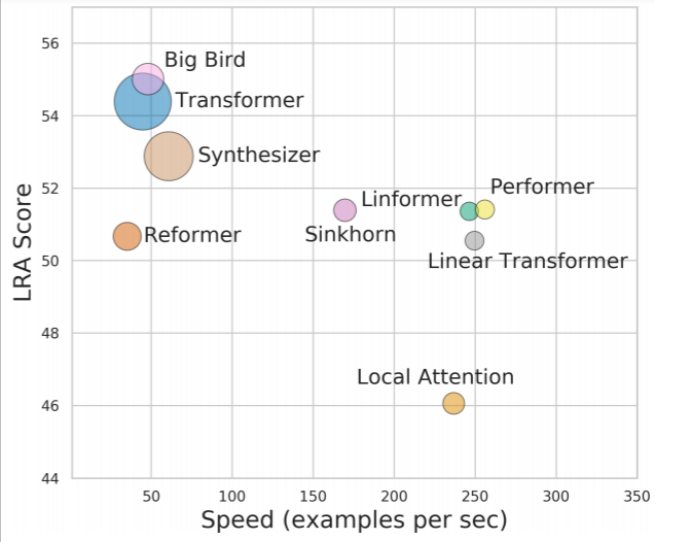 56
Big Bird
54
Transformer
Synthesizer
52
Performer
Linformer
Sinkhorn
Reformer
50
Linear Transformer
48
Local Attention
46
44
LRA Score
50 100 150 200 250 300 350
Speed (examples per sec)